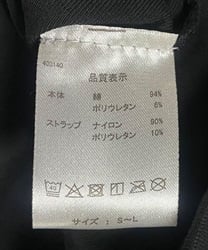 400140
品質表示
本体 綿 94%
ポリウレタン 6%
ストラップ ナイロン 90%
ポリウレタン 10%
40
サイズ : S~L